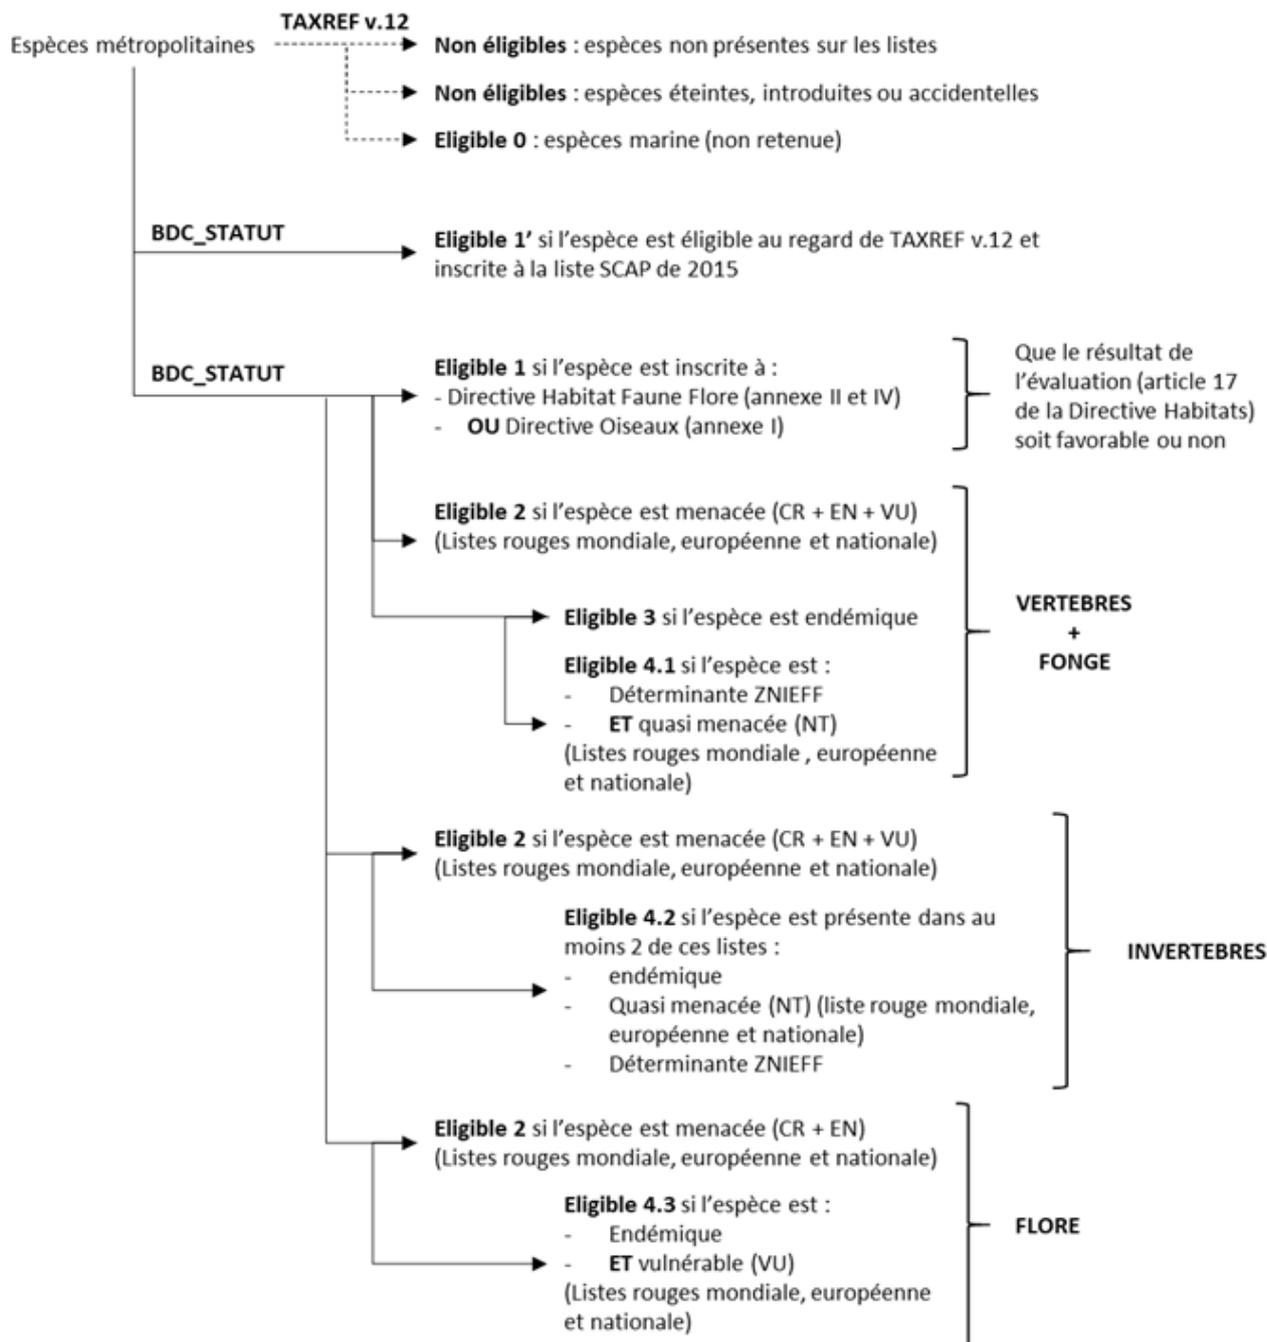 TAXREF v.12
Espèces métropolitaines
Non éligibles : espèces non présentes sur les listes
Non éligibles : espèces éteintes, introduites ou accidentelles
Eligible 0 : espèces marine (non retenue)
BDC_STATUT
Eligible 1’ si l’espèce est éligible au regard de TAXREF v.12 et
inscrite à la liste SCAP de 2015
BDC_STATUT
Eligible 1 si l’espèce est inscrite à :
- Directive Habitat Faune Flore (annexe II et IV)
- OU Directive Oiseaux (annexe I)
Que le résultat de
l’évaluation (article 17
de la Directive Habitats)
soit favorable ou non
Eligible 2 si l’espèce est menacée (CR + EN + VU)
(Listes rouges mondiale, européenne et nationale)
Eligible 3 si l’espèce est endémique
Eligible 4.1 si l’espèce est :
- Déterminante ZNIEFF
- ET quasi menacée (NT)
(Listes rouges mondiale , européenne
et nationale)
VERTEBRES
+
FONGE
Eligible 2 si l’espèce est menacée (CR + EN + VU)
(Listes rouges mondiale, européenne et nationale)
Eligible 4.2 si l’espèce est présente dans au
moins 2 de ces listes :
- endémique
- Quasi menacée (NT) (liste rouge mondiale,
européenne et nationale)
- Déterminante ZNIEFF
INVERTEBRES
Eligible 2 si l’espèce est menacée (CR + EN)
(Listes rouges mondiale, européenne et nationale)
Eligible 4.3 si l’espèce est :
- Endémique
- ET vulnérable (VU)
(Listes rouges mondiale, européenne
et nationale)
FLORE